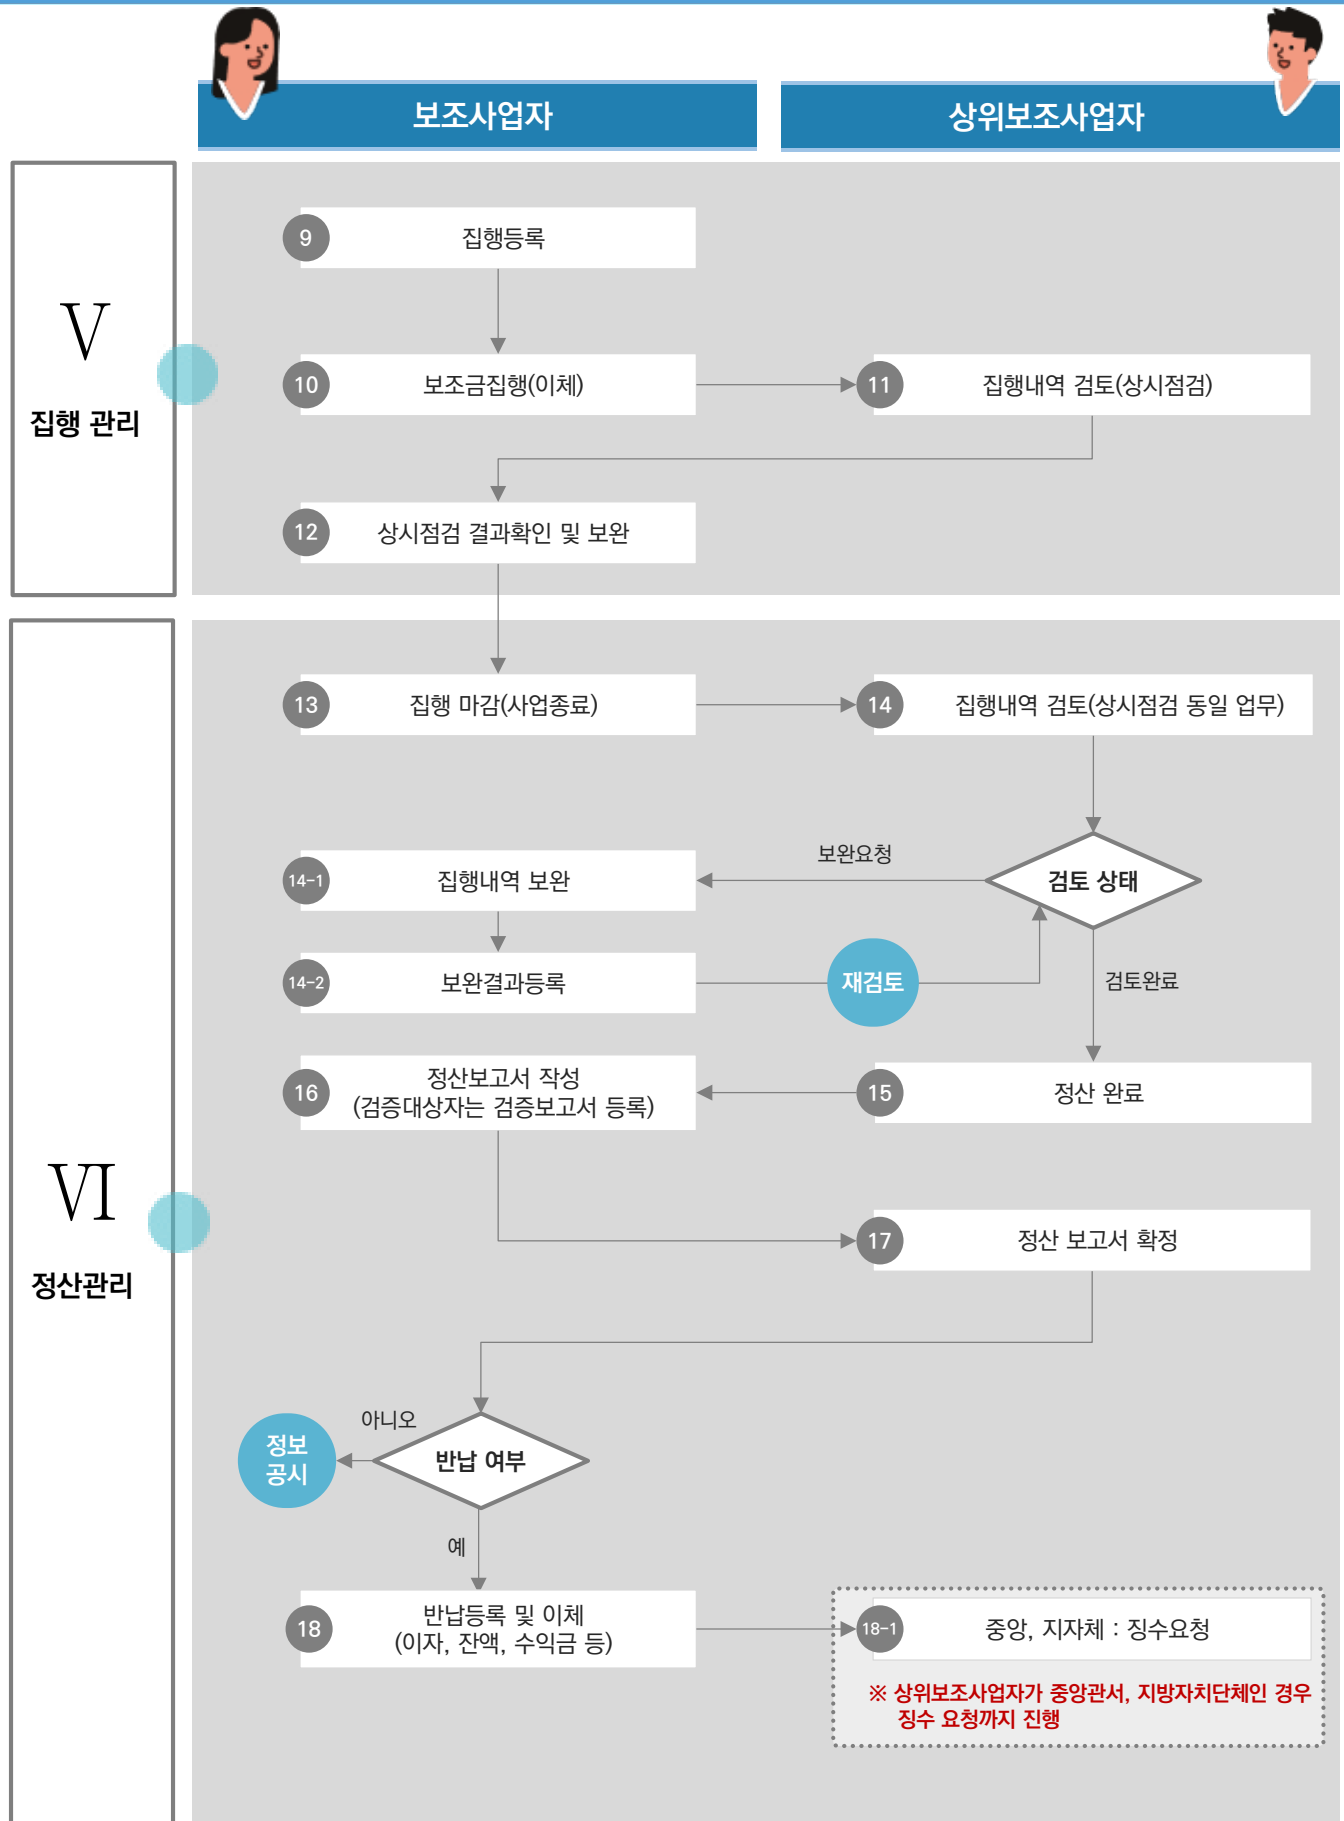 보조사업자
상위보조사업자
Ⅴ
집행 관리
9
집행등록
10
보조금집행(이체)
11
집행내역 검토(상시점검)
12
상시점검 결과확인 및 보완
Ⅵ
정산관리
13
집행 마감(사업종료)
14
집행내역 검토(상시점검 동일 업무)
검토 상태
보완요청
14-1
집행내역 보완
14-2
보완결과등록
재검토
검토완료
15
정산 완료
16
정산보고서 작성
(검증대상자는 검증보고서 등록)
17
정산 보고서 확정
반납 여부
아니오
정보
공시
예
18
반납등록 및 이체
(이자, 잔액, 수익금 등)
18-1
중앙, 지자체 : 징수요청
※ 상위보조사업자가 중앙관서, 지방자치단체인 경우
징수 요청까지 진행